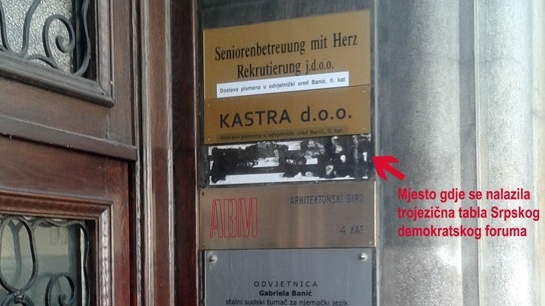 Seniorenbetreuung mit Herz
Rekrutierung j.d.o.o.
Dostava pismena u odvjetnički ured Banić, II. kat
KASTRA d.o.o.
Dostava pismena u odvjetnički ured Banić, II. kat
Mjesto gdje se nalazila
trojezična tabla Srpskog
demokratskog foruma
ABM
ARHITEKTONSKI BIRO
4 KAT
ODVJETNICA
Gabriela Banić
stalni sudski tumač za njemački jezik